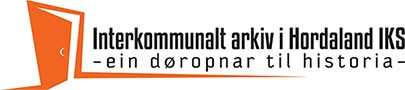 Interkommunalt arkiv i Hordaland IKS
-ein døropnar til historia-